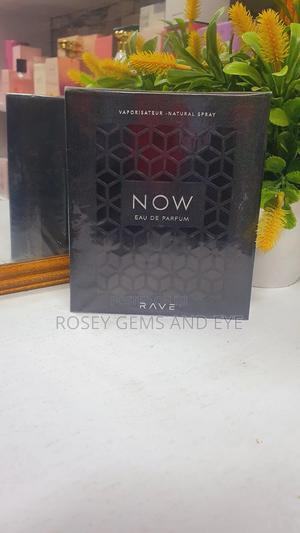 VAPORISATEUR -NATURAL SPRAY
NOW
EAU DE PARFUM
RAVE
ROSEY GEMS AND EYE